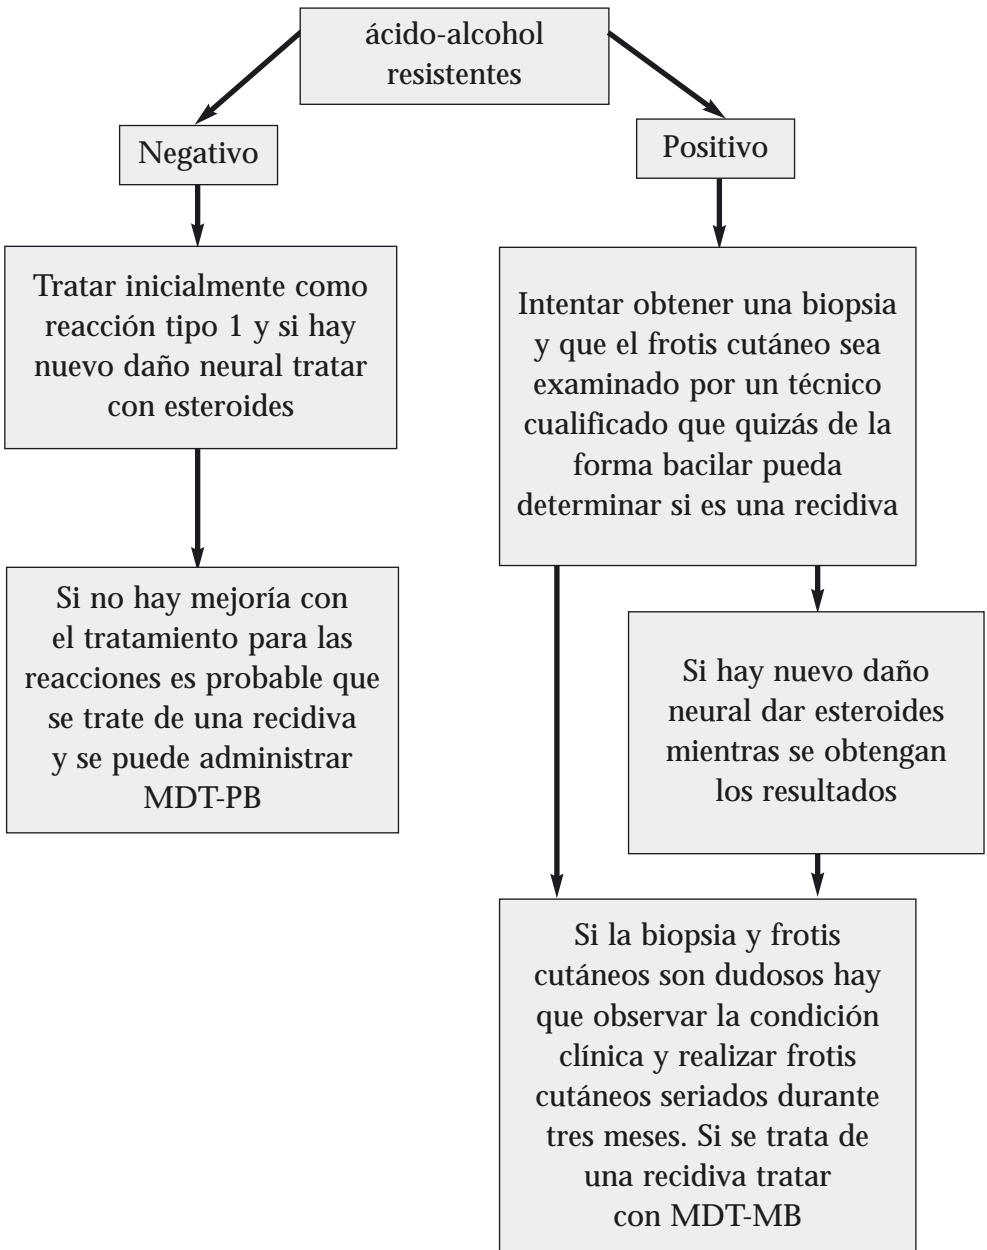 ácido-alcohol
resistentes
Negativo
Positivo
Tratar inicialmente como
reacción tipo 1 y si hay
nuevo daño neural tratar
con esteroides
Intentar obtener una biopsia
y que el frotis cutáneo sea
examinado por un técnico
cualificado que quizás de la
forma bacilar pueda
determinar si es una recidiva
Si no hay mejoría con
el tratamiento para las
reacciones es probable que
se trate de una recidiva
y se puede administrar
MDT-PB
Si hay nuevo daño
neural dar esteroides
mientras se obtengan
los resultados
Si la biopsia y frotis
cutáneos son dudosos hay
que observar la condición
clínica y realizar frotis
cutáneos seriados durante
tres meses. Si se trata de
una recidiva tratar
con MDT-MB